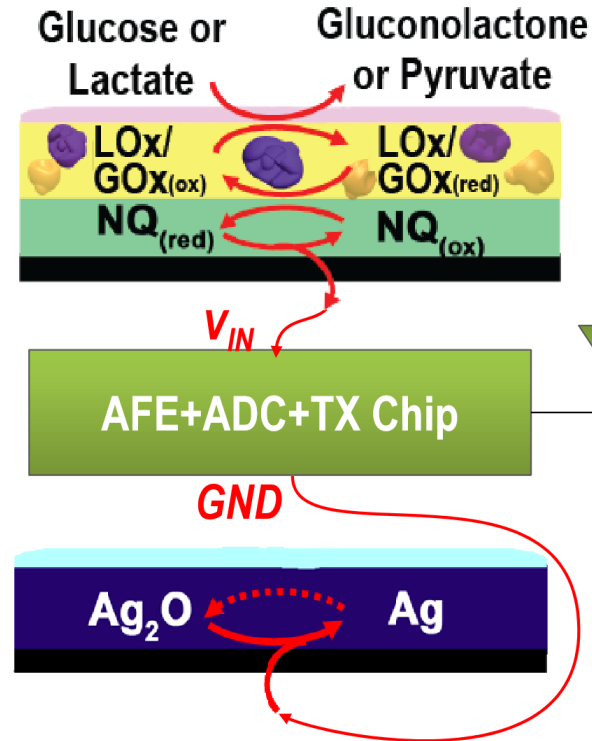 Glucose or
Lactate
Gluconolactone
or Pyruvate
LOx/
GOx(ox)
LOx/
GOx(red)
NQ(red)
NQ(ox)
VIN
AFE+ADC+TX Chip
GND
Ag2O
Ag